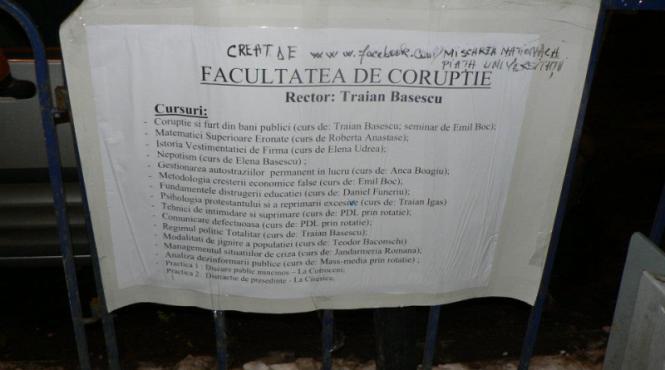 CREAT DE www.facebook.com/MISCAREA NATIONALA
PIATA UNIVERSITATII
FACULTATEA DE CORUPTIE
Rector: Traian Basescu
Cursuri:
- Coruptie si furt din bani publici (curs de: Traian Basescu; seminar de Emil Boc);
- Matematici Superioare Eronate (curs de Roberta Anastase);
- Istoria Vestimentatiei de Firma (curs de Elena Udrea);
- Nepotism (curs de Elena Basescu) ;
- Gestionarea autostraziilor permanent in lucru (curs de: Anca Boagiu);
- Metodologia cresterii economice false (curs de: Emil Boc);
- Fundamentele distrugerii educatiei (curs de: Daniel Funeriu);
- Psihologia protestantului si a reprimarii excesive (curs de: Traian Igas)
- Tehnici de intimidare si suprimare (curs de: PDL prin rotatie);
- Comunicare defectuoasa (curs de: PDL prin rotatie);
- Regimul politic Totalitar (curs de: Traian Basescu);
- Modalitati de jignire a populatiei (curs de: Teodor Baconschi)
- Managementul situatiilor de criza (curs de: Jandarmeria Romana);
- Analiza dezinformarii publice (curs de: Mass-media prin rotatie) ;
- Practica 1 : Discurs public mincinos – La Cotroceni;
- Practica 2: Distractie de presedinte - La